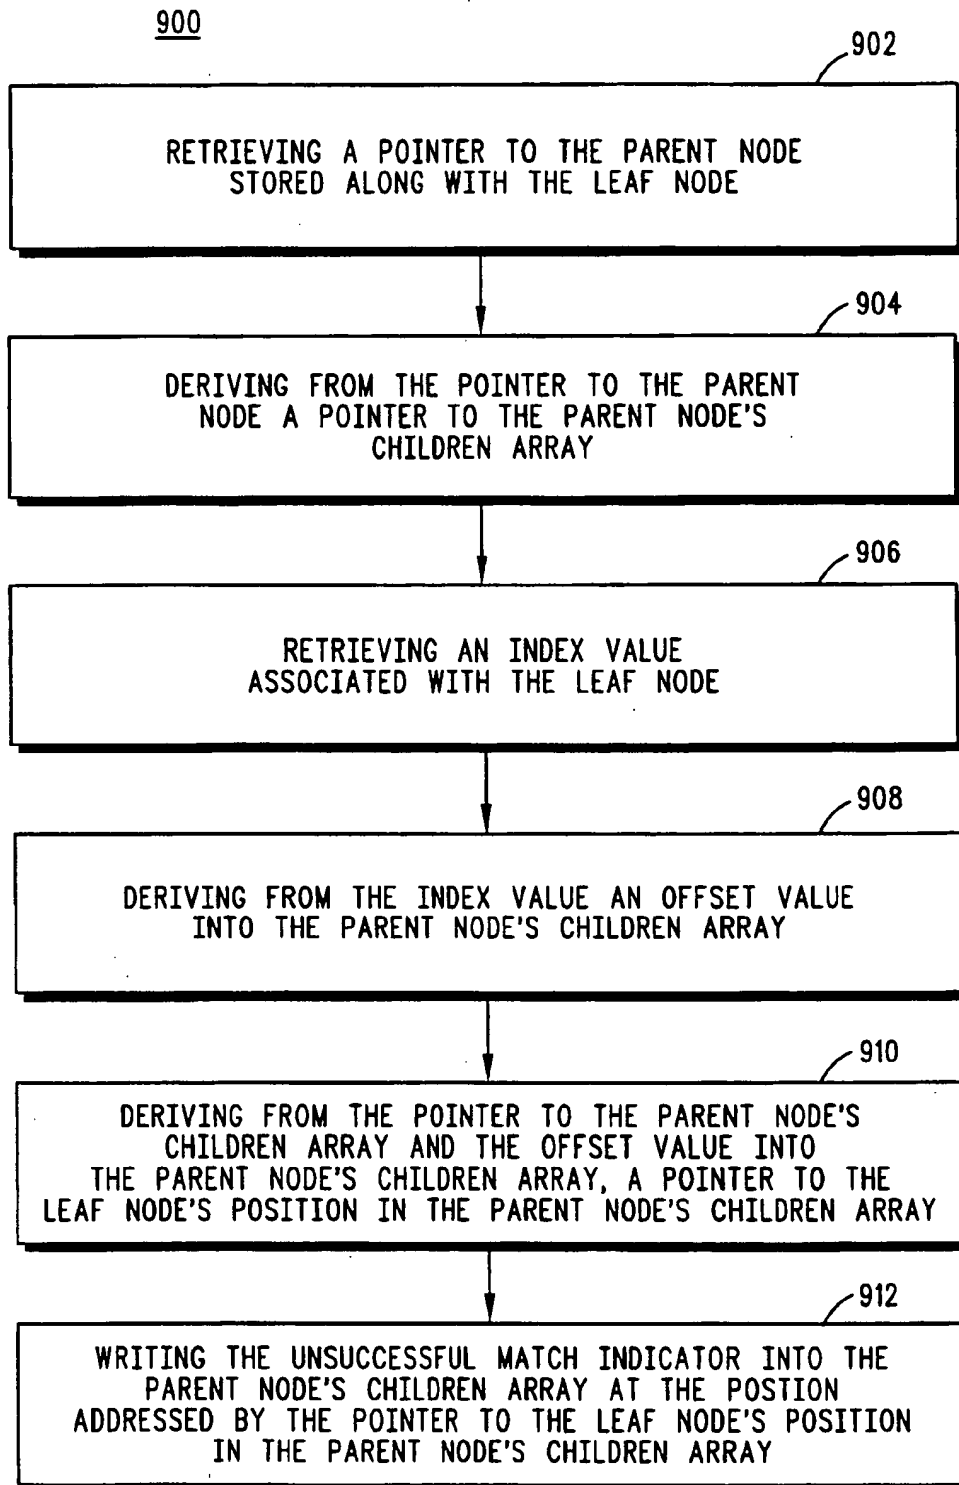 900
902
RETRIEVING A POINTER TO THE PARENT NODE
STORED ALONG WITH THE LEAF NODE
904
DERIVING FROM THE POINTER TO THE PARENT
NODE A POINTER TO THE PARENT NODE'S
CHILDREN ARRAY
906
RETRIEVING AN INDEX VALUE
ASSOCIATED WITH THE LEAF NODE
908
DERIVING FROM THE INDEX VALUE AN OFFSET VALUE
INTO THE PARENT NODE'S CHILDREN ARRAY
910
DERIVING FROM THE POINTER TO THE PARENT NODE'S
CHILDREN ARRAY AND THE OFFSET VALUE INTO
THE PARENT NODE'S CHILDREN ARRAY, A POINTER TO THE
LEAF NODE'S POSITION IN THE PARENT NODE'S CHILDREN ARRAY
912
WRITING THE UNSUCCESSFUL MATCH INDICATOR INTO THE
PARENT NODE'S CHILDREN ARRAY AT THE POSTION
ADDRESSED BY THE POINTER TO THE LEAF NODE'S POSITION
IN THE PARENT NODE'S CHILDREN ARRAY